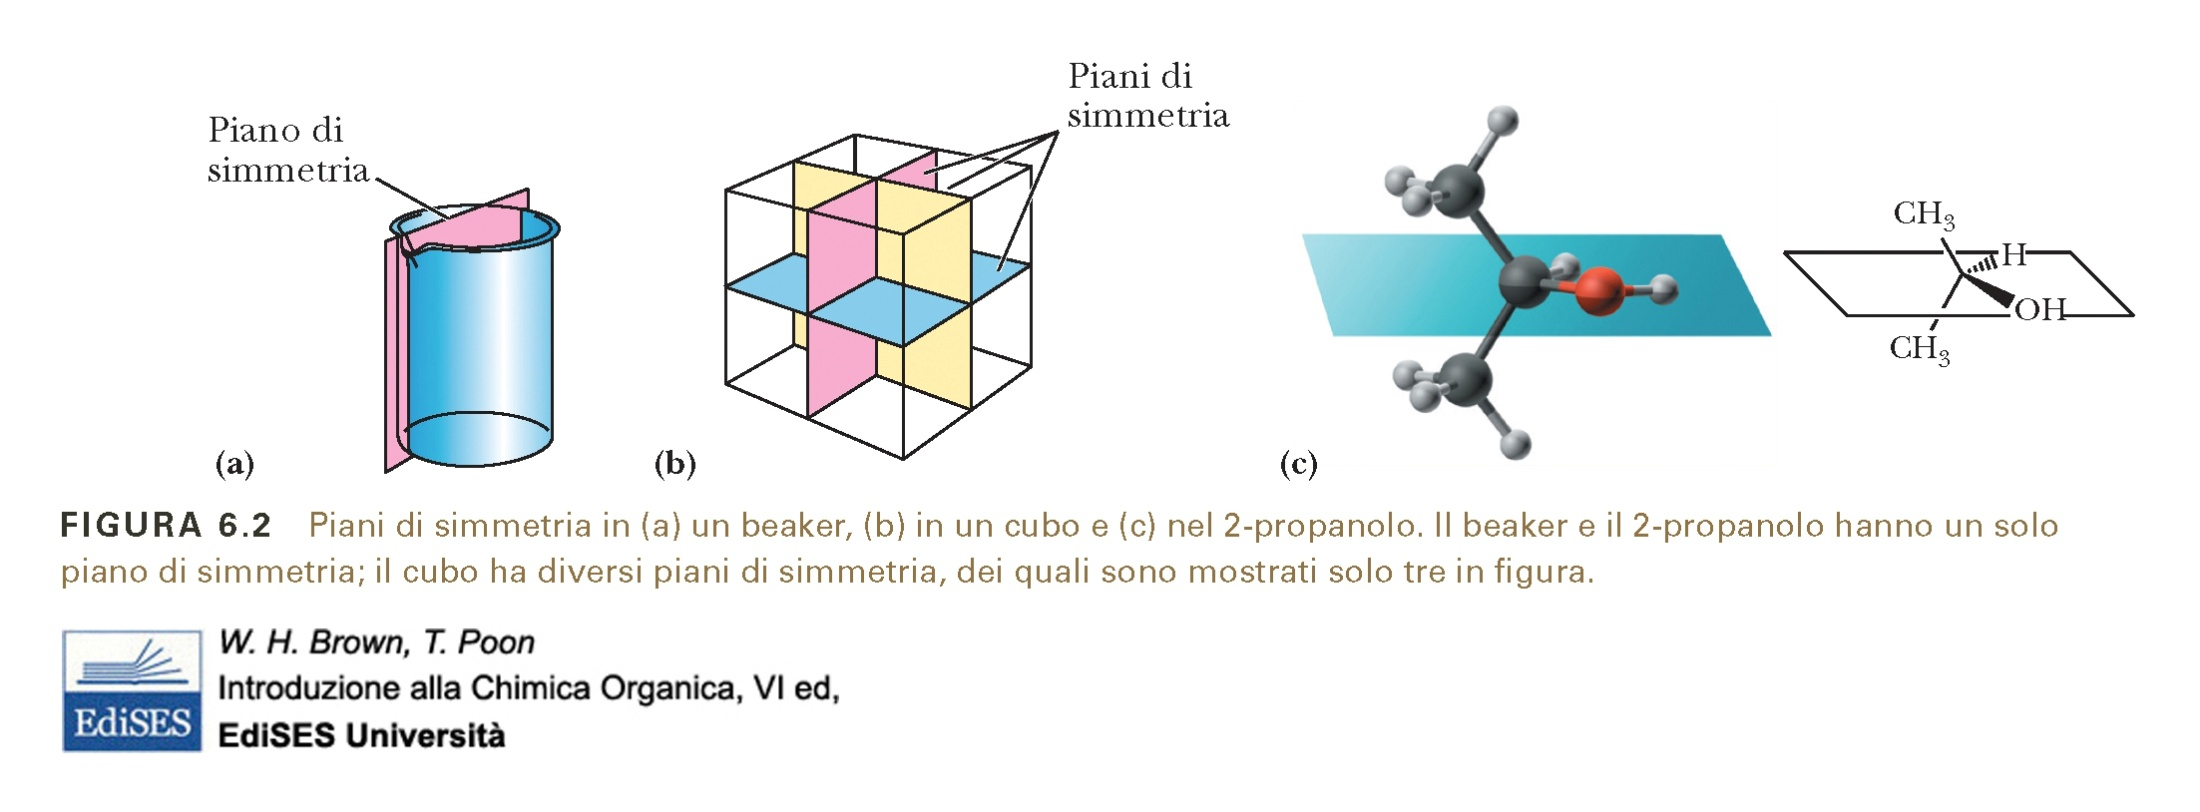 Piano di
simmetria
(a)
Piani di
simmetria
(b)
(c)
CH₃
H
OH
CH₃
FIGURA 6.2 Piani di simmetria in (a) un beaker, (b) in un cubo e (c) nel 2-propanolo. Il beaker e il 2-propanolo hanno un solo
piano di simmetria; il cubo ha diversi piani di simmetria, dei quali sono mostrati solo tre in figura.
EdiSES
W. H. Brown, T. Poon
Introduzione alla Chimica Organica, VI ed,
EdiSES Università